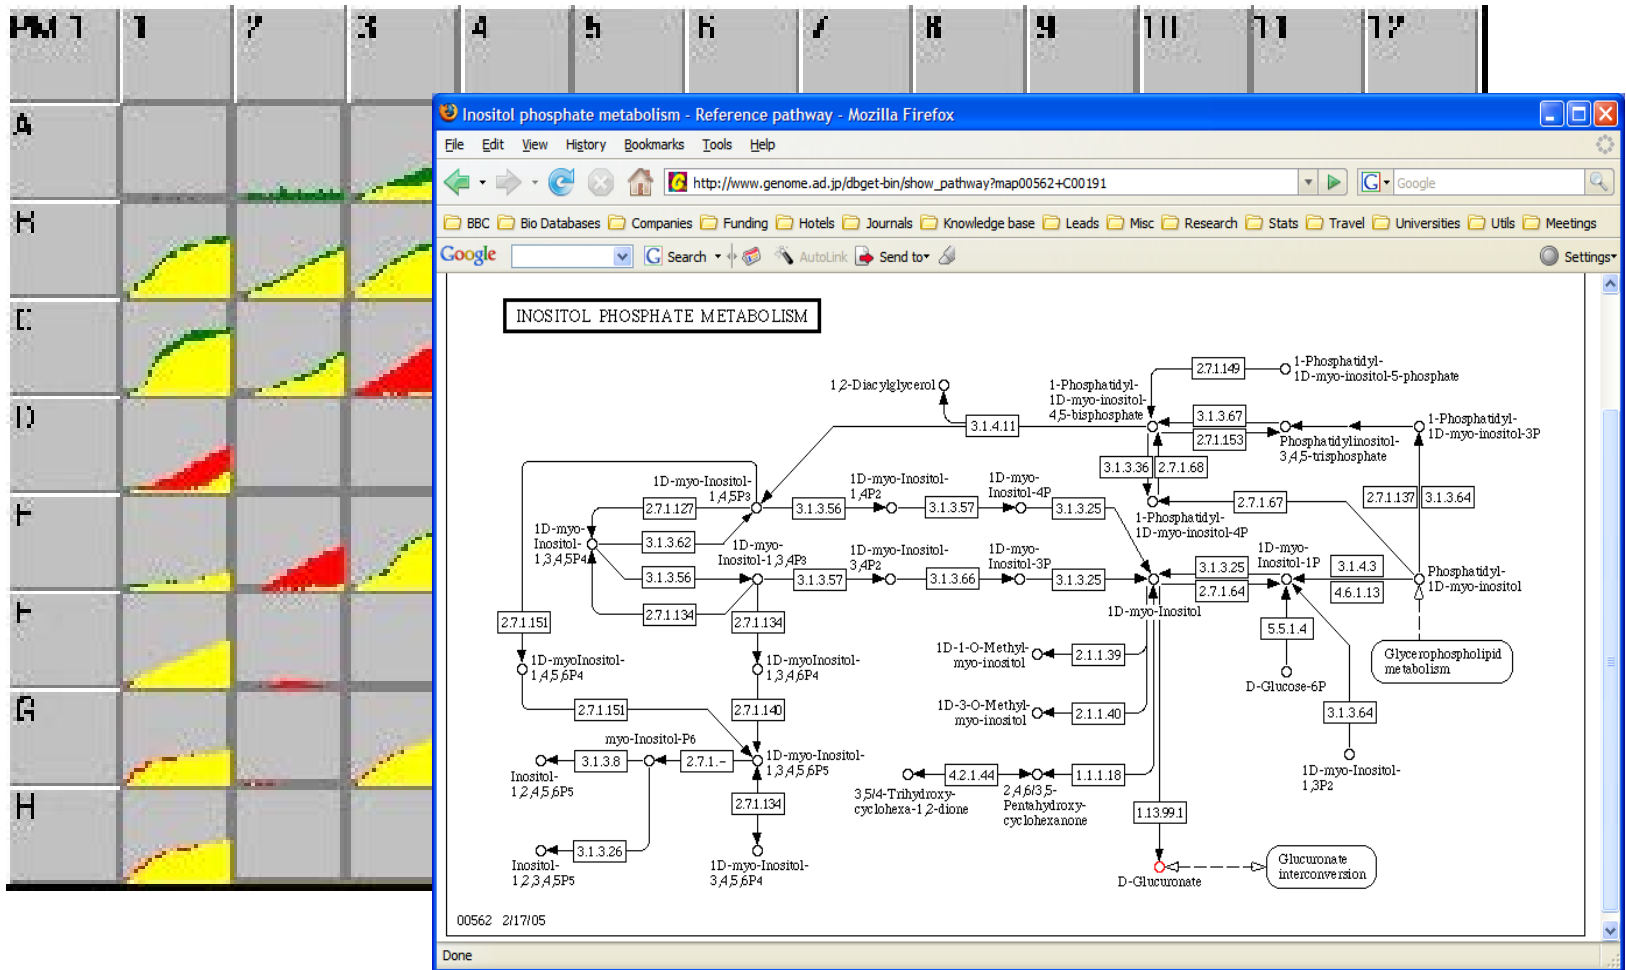 PM 1 1 2 3 4 5 6 7 8 9 10 11 12
A
B
C
D
E
F
G
H
Inositol phosphate metabolism - Reference pathway - Mozilla Firefox
File Edit View History Bookmarks Tools Help
http://www.genome.ad.jp/dbget-bin/show_pathway?map00562+C00191
G Google
BBC Bio Databases Companies Funding Hotels Journals Knowledge base Leads Misc Research Stats Travel Universities Utils Meetings
Google G Search AutoLink Send to Settings
INOSITOL PHOSPHATE METABOLISM
2.7.1.149
1-Phosphatidyl-
1D-myo-inositol-5-phosphate
1,2-Diacylglycerol
1-Phosphatidyl-
1D-myo-inositol-
4,5-bisphosphate
3.1.4.11
3.1.3.67
2.7.1.153
Phosphatidylinositol-
3,4,5-trisphosphate
1-Phosphatidyl-
1D-myo-inositol-3P
3.1.3.36
2.7.1.68
2.7.1.67
2.7.1.137
3.1.3.64
1-Phosphatidyl-
1D-myo-inositol-4P
1D-myo-Inositol-
1,4,5P3
1D-myo-Inositol-
1,4P2
1D-myo-
Inositol-4P
2.7.1.127
3.1.3.56
3.1.3.57
3.1.3.25
1D-myo-
Inositol-
1,3,4,5P4
3.1.3.62
1D-myo-
Inositol-1,3,4P3
1D-myo-Inositol-
3,4P2
1D-myo-
Inositol-3P
1D-myo-
Inositol-1P
3.1.3.56
3.1.3.57
3.1.3.66
3.1.3.25
3.1.3.25
2.7.1.64
3.1.4.3
4.6.1.13
Phosphatidyl-
1D-myo-inositol
1D-myo-Inositol
2.7.1.134
2.7.1.151
2.7.1.134
5.5.1.4
D-Glucose-6P
Glycerophospholipid
metabolism
1D-myoInositol-
1,4,5,6P4
1D-myoInositol-
1,3,4,6P4
1D-1-O-Methyl-
myo-inositol
2.1.1.39
2.7.1.151
2.7.1.140
1D-3-O-Methyl-
myo-inositol
2.1.1.40
3.1.3.64
myo-Inositol-P6
3.1.3.8
2.7.1.-
1D-myo-Inositol-
1,3,4,5,6P5
Inositol-
1,2,4,5,6P5
4.2.1.44
1.1.1.18
3,5/4-Trihydroxy-
cyclohexa-1,2-dione
2,4,6/3,5-
Pentahydroxy-
cyclohexanone
1D-myo-Inositol-
1,3P2
2.7.1.134
1.13.99.1
3.1.3.26
Inositol-
1,2,3,4,5P5
1D-myo-Inositol-
3,4,5,6P4
D-Glucuronate
Glucuronate
interconversion
00562 2/17/05
Done